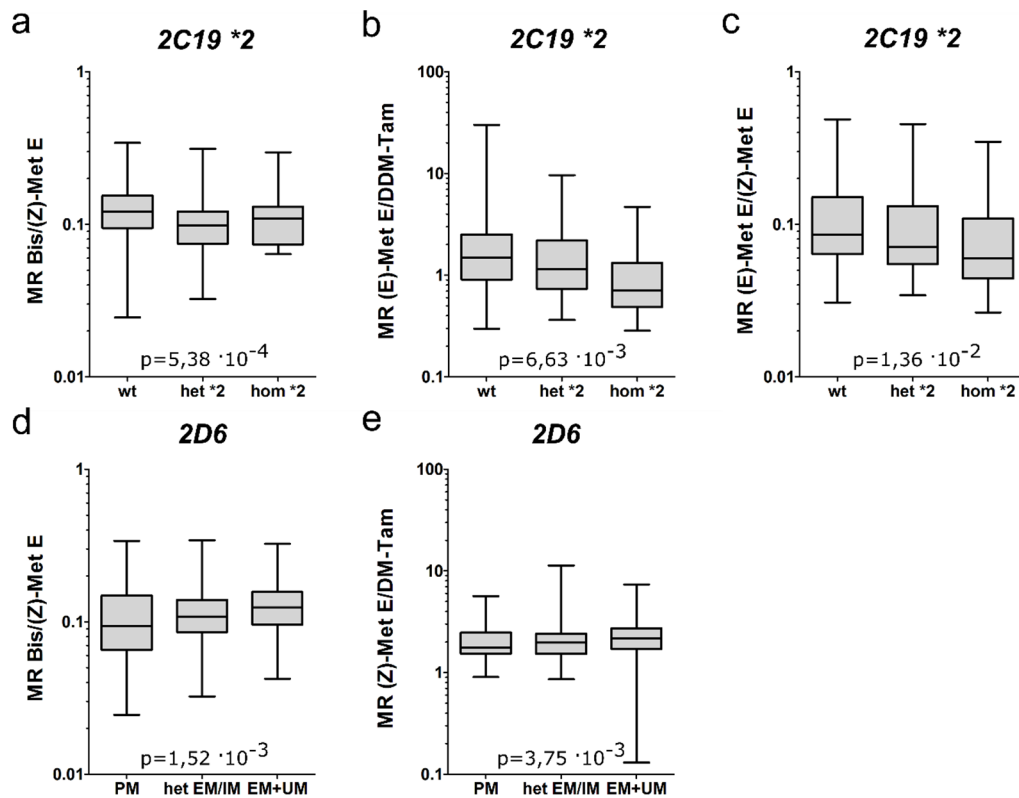 a
2C19 *2
MR Bis/(Z)-Met E
1
0.1
0.01
p=5,38 ·10-4
wt het *2 hom *2
b
2C19 *2
MR (E)-Met E/DDM-Tam
100
10
1
0.1
p=6,63 ·10-3
wt het *2 hom *2
c
2C19 *2
MR (E)-Met E/(Z)-Met E
1
0.1
0.01
p=1,36 ·10-2
wt het *2 hom *2
d
2D6
MR Bis/(Z)-Met E
1
0.1
0.01
p=1,52 ·10-3
PM het EM/IM EM+UM
e
2D6
MR (Z)-Met E/DM-Tam
100
10
1
0.1
p=3,75 ·10-3
PM het EM/IM EM+UM